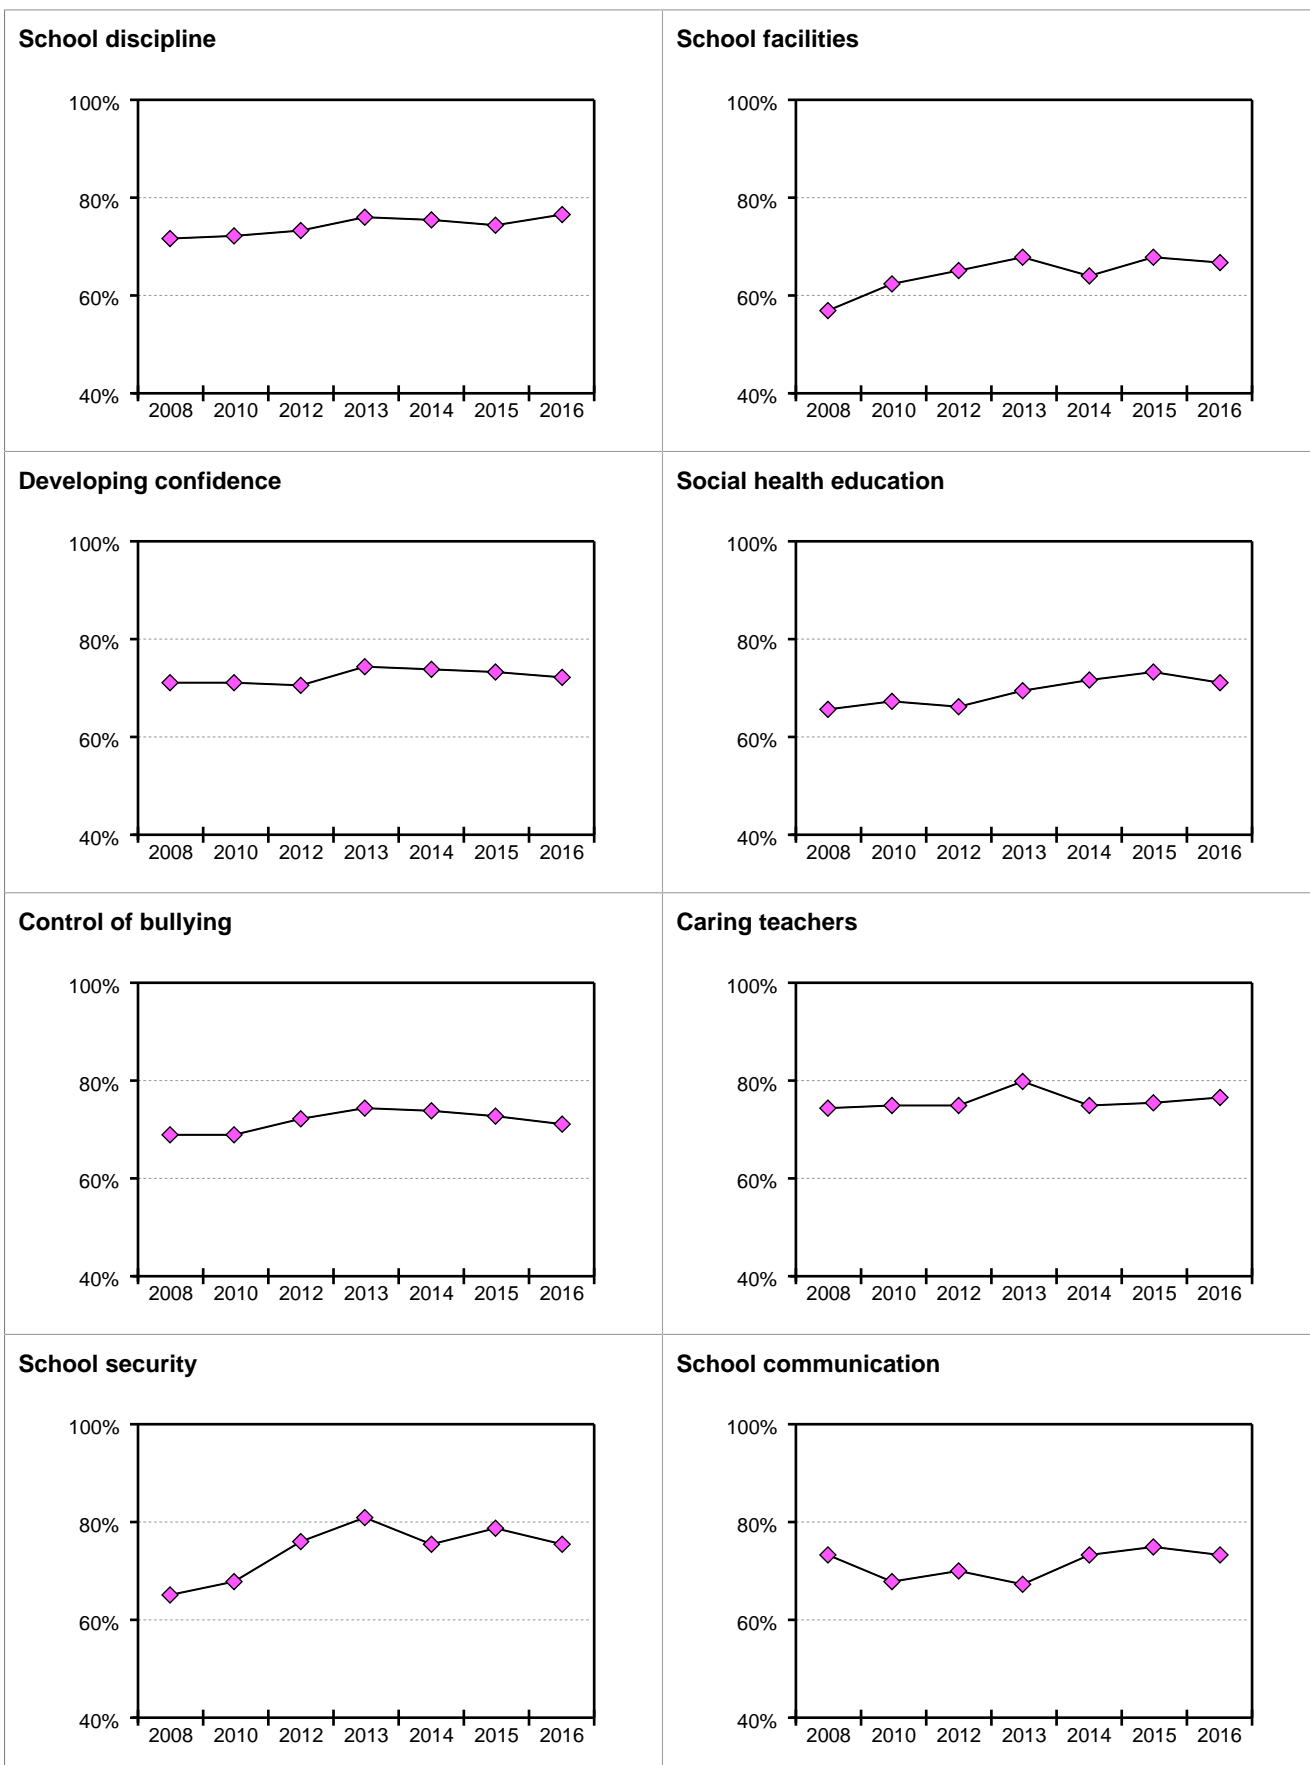 School discipline
100%
80%
60%
40%
2008 2010 2012 2013 2014 2015 2016
School facilities
100%
80%
60%
40%
2008 2010 2012 2013 2014 2015 2016
Developing confidence
100%
80%
60%
40%
2008 2010 2012 2013 2014 2015 2016
Social health education
100%
80%
60%
40%
2008 2010 2012 2013 2014 2015 2016
Control of bullying
100%
80%
60%
40%
2008 2010 2012 2013 2014 2015 2016
Caring teachers
100%
80%
60%
40%
2008 2010 2012 2013 2014 2015 2016
School security
100%
80%
60%
40%
2008 2010 2012 2013 2014 2015 2016
School communication
100%
80%
60%
40%
2008 2010 2012 2013 2014 2015 2016